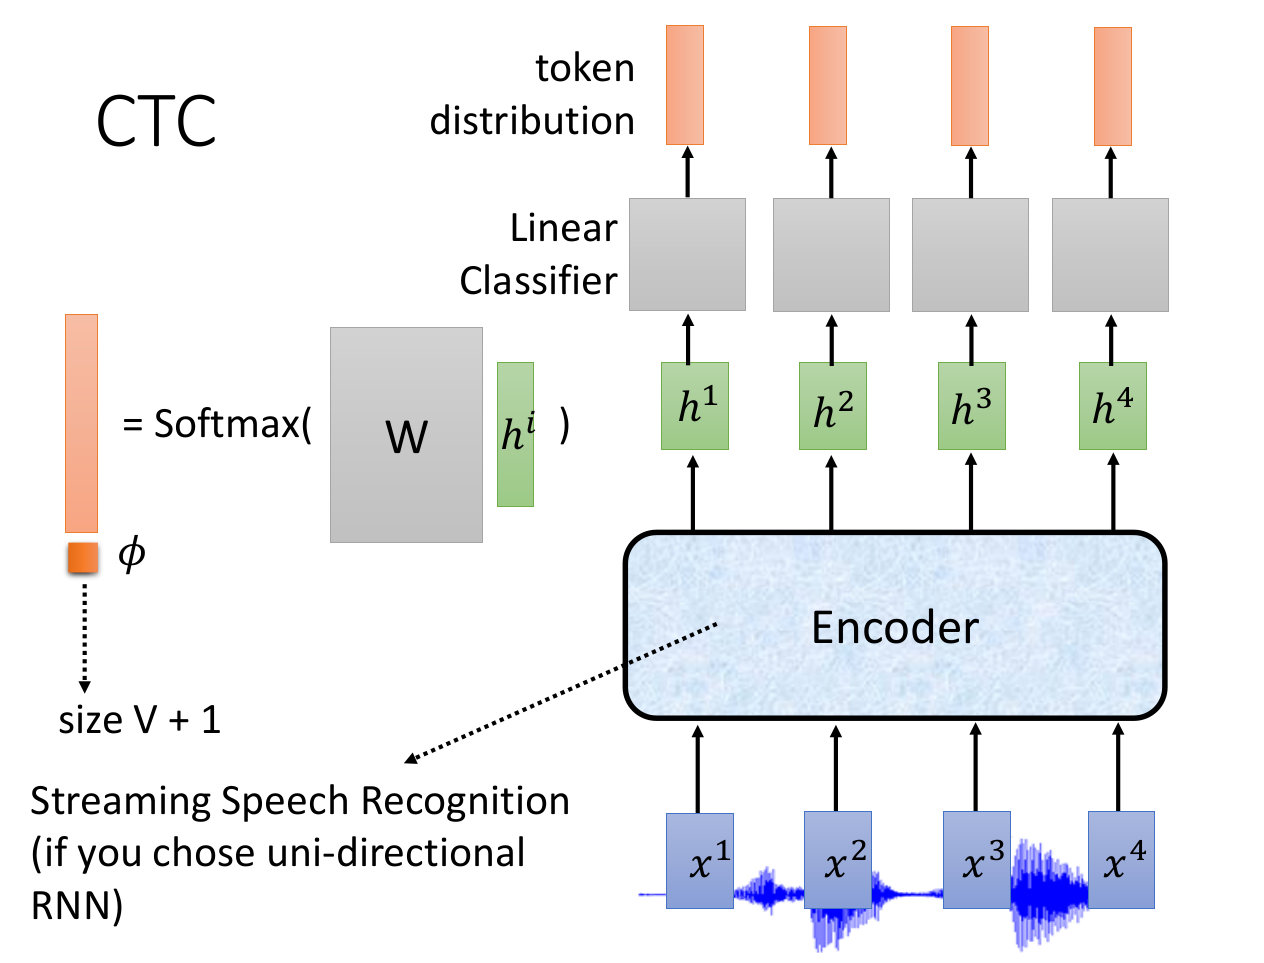 CTC
token
distribution
Linear
Classifier
= Softmax( W h^i )
ϕ
size V + 1
h^1 h^2 h^3 h^4
Encoder
Streaming Speech Recognition
(if you chose uni-directional
RNN)
x^1 x^2 x^3 x^4